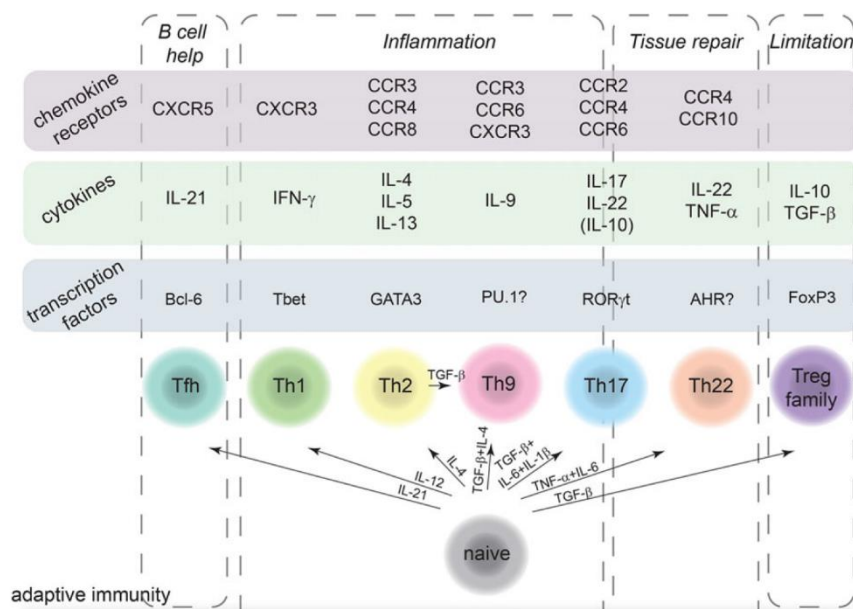 B cell
help
Inflammation
Tissue repair
Limitation
chemokine
receptors
CXCR5
CXCR3
CCR3
CCR4
CCR8
CCR3
CCR6
CXCR3
CCR2
CCR4
CCR6
CCR4
CCR10
cytokines
IL-21
IFN-γ
IL-4
IL-5
IL-13
IL-9
IL-17
IL-22
(IL-10)
IL-22
TNF-α
IL-10
TGF-β
transcription
factors
Bcl-6
Tbet
GATA3
PU.1?
RORγt
AHR?
FoxP3
Tfh
Th1
Th2
TGF-β
Th9
Th17
Th22
Treg
family
IL-21
IL-12
IL-4
TGF-β+IL-4
TGF-β+
IL-6+IL-1β
TNF-α+IL-6
TGF-β
naive
adaptive immunity